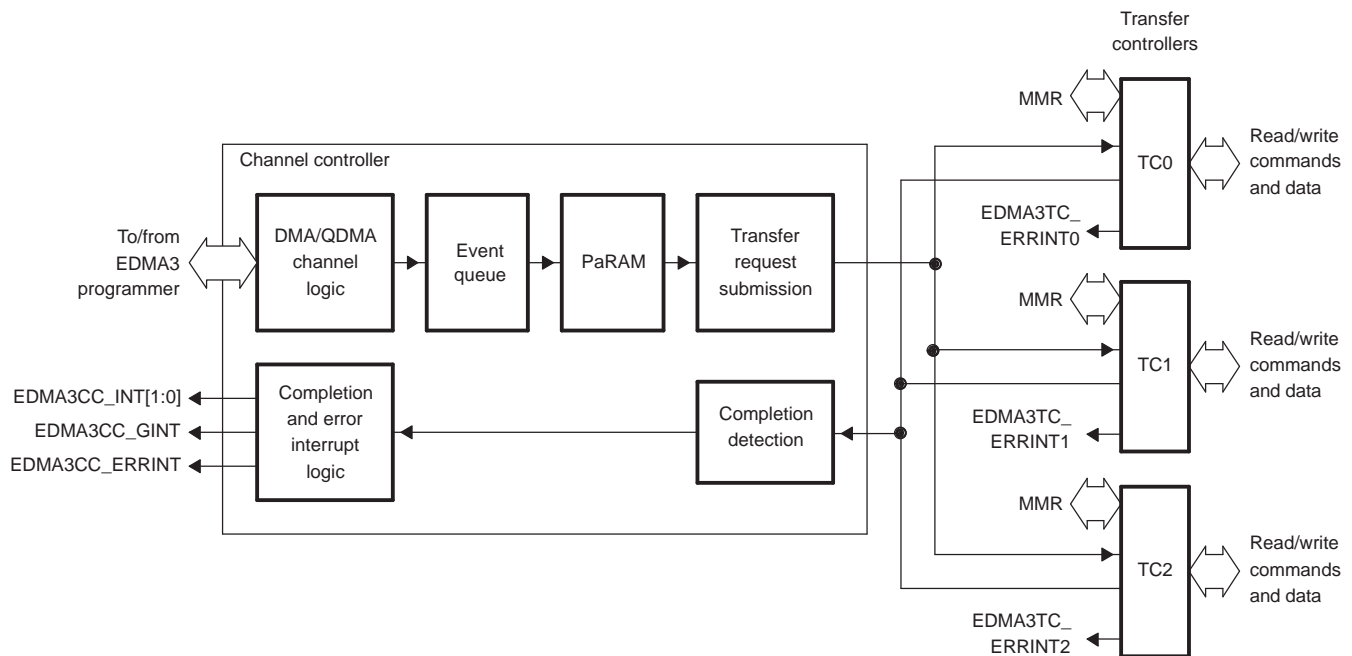 Transfer
controllers
MMR
TC0
Read/write
commands
and data
EDMA3TC_
ERRINT0
Channel controller
To/from
EDMA3
programmer
DMA/QDMA
channel
logic
Event
queue
PaRAM
Transfer
request
submission
MMR
TC1
Read/write
commands
and data
EDMA3TC_
ERRINT1
EDMA3CC_INT[1:0]
EDMA3CC_GINT
EDMA3CC_ERRINT
Completion
and error
interrupt
logic
Completion
detection
MMR
TC2
Read/write
commands
and data
EDMA3TC_
ERRINT2